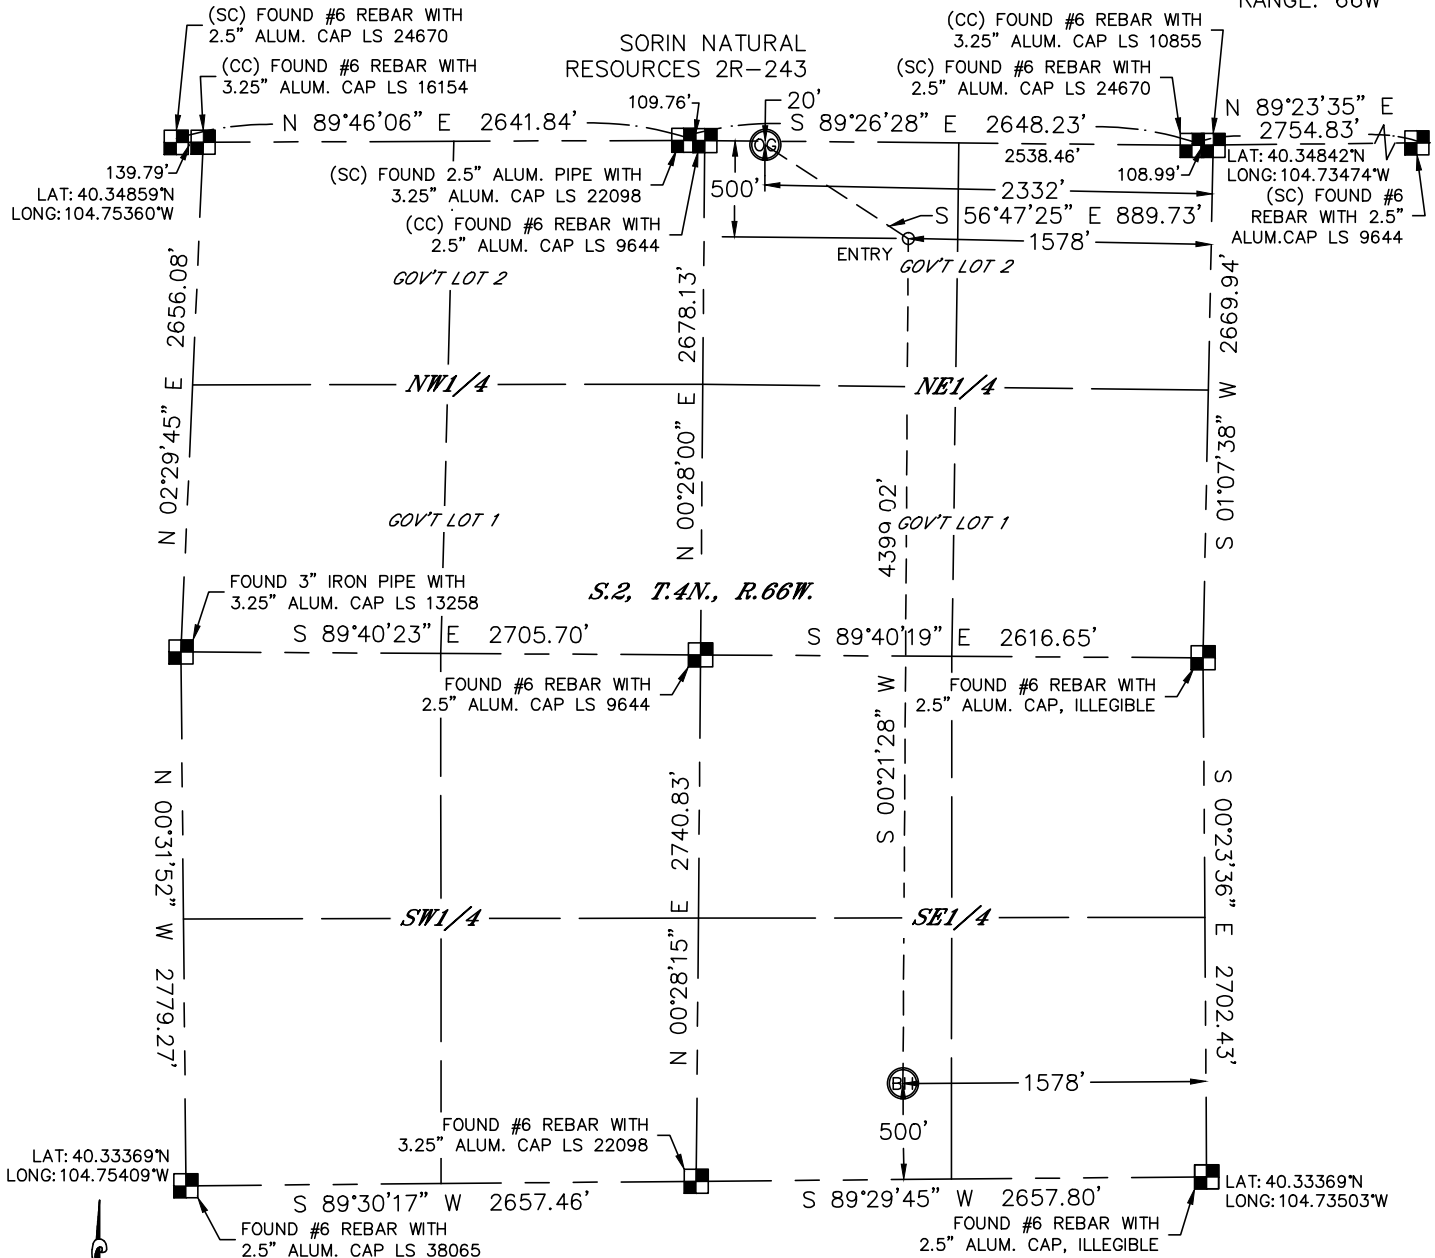 RANGE: 66W
(SC) FOUND #6 REBAR WITH
2.5" ALUM. CAP LS 24670
(CC) FOUND #6 REBAR WITH
3.25" ALUM. CAP LS 16154
SORIN NATURAL
RESOURCES 2R-243
(CC) FOUND #6 REBAR WITH
3.25" ALUM. CAP LS 10855
(SC) FOUND #6 REBAR WITH
2.5" ALUM. CAP LS 24670
109.76'
20'
N 89°46'06" E 2641.84'
S 89°26'28" E 2648.23'
N 89°23'35" E
2754.83'
OG
139.79'
LAT: 40.34859°N
LONG: 104.75360°W
(SC) FOUND 2.5" ALUM. PIPE WITH
3.25" ALUM. CAP LS 22098
500'
2538.46'
108.99'
LAT: 40.34842°N
LONG: 104.73474°W
2332'
(CC) FOUND #6 REBAR WITH
2.5" ALUM. CAP LS 9644
S 56°47'25" E 889.73'
(SC) FOUND #6
REBAR WITH 2.5"
ALUM.CAP LS 9644
ENTRY
1578'
GOV'T LOT 2
GOV'T LOT 2
N 02°29'45" E 2656.08'
N 00°28'00" E 2678.13'
S 01°07'38" W 2669.94'
NW1/4
NE1/4
GOV'T LOT 1
GOV'T LOT 1
S 00°21'28" W 4399.02'
FOUND 3" IRON PIPE WITH
3.25" ALUM. CAP LS 13258
S.2, T.4N., R.66W.
S 89°40'23" E 2705.70'
S 89°40'19" E 2616.65'
FOUND #6 REBAR WITH
2.5" ALUM. CAP LS 9644
FOUND #6 REBAR WITH
2.5" ALUM. CAP, ILLEGIBLE
N 00°31'52" W 2779.27'
N 00°28'15" E 2740.83'
S 00°23'36" E 2702.43'
SW1/4
SE1/4
BH
1578'
500'
FOUND #6 REBAR WITH
3.25" ALUM. CAP LS 22098
LAT: 40.33369°N
LONG: 104.75409°W
S 89°30'17" W 2657.46'
S 89°29'45" W 2657.80'
LAT: 40.33369°N
LONG: 104.73503°W
FOUND #6 REBAR WITH
2.5" ALUM. CAP LS 38065
FOUND #6 REBAR WITH
2.5" ALUM. CAP, ILLEGIBLE